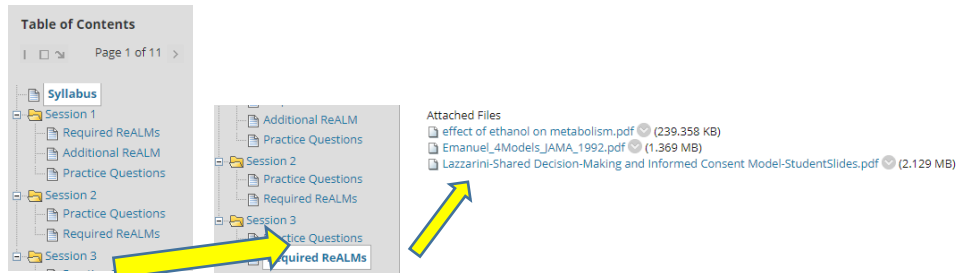 Table of Contents
Page 1 of 11 >
Syllabus
Session 1
Required ReALMs
Additional ReALM
Practice Questions
Session 2
Practice Questions
Required ReALMs
Session 3
Additional ReALM
Practice Questions
Session 2
Practice Questions
Required ReALMs
Session 3
Questions
ReALMs
Attached Files
effect of ethanol on metabolism.pdf (239.358 KB)
Emanuel_4Models_JAMA_1992.pdf (1.369 MB)
Lazzarini-Shared Decision-Making and Informed Consent Model-StudentSlides.pdf (2.129 MB)